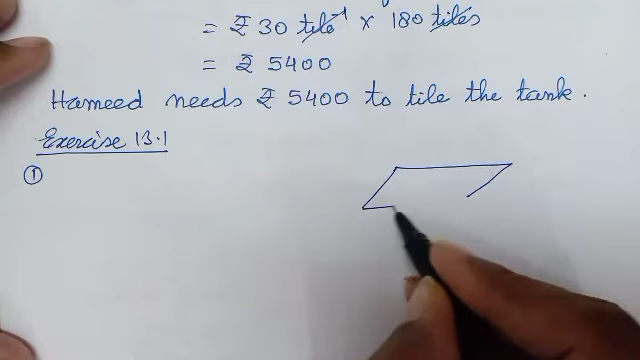 = ₹ 30 tile⁻¹ × 180 tiles
= ₹ 5400
Hameed needs ₹ 5400 to tile the tank.
Exercise 13.1
①